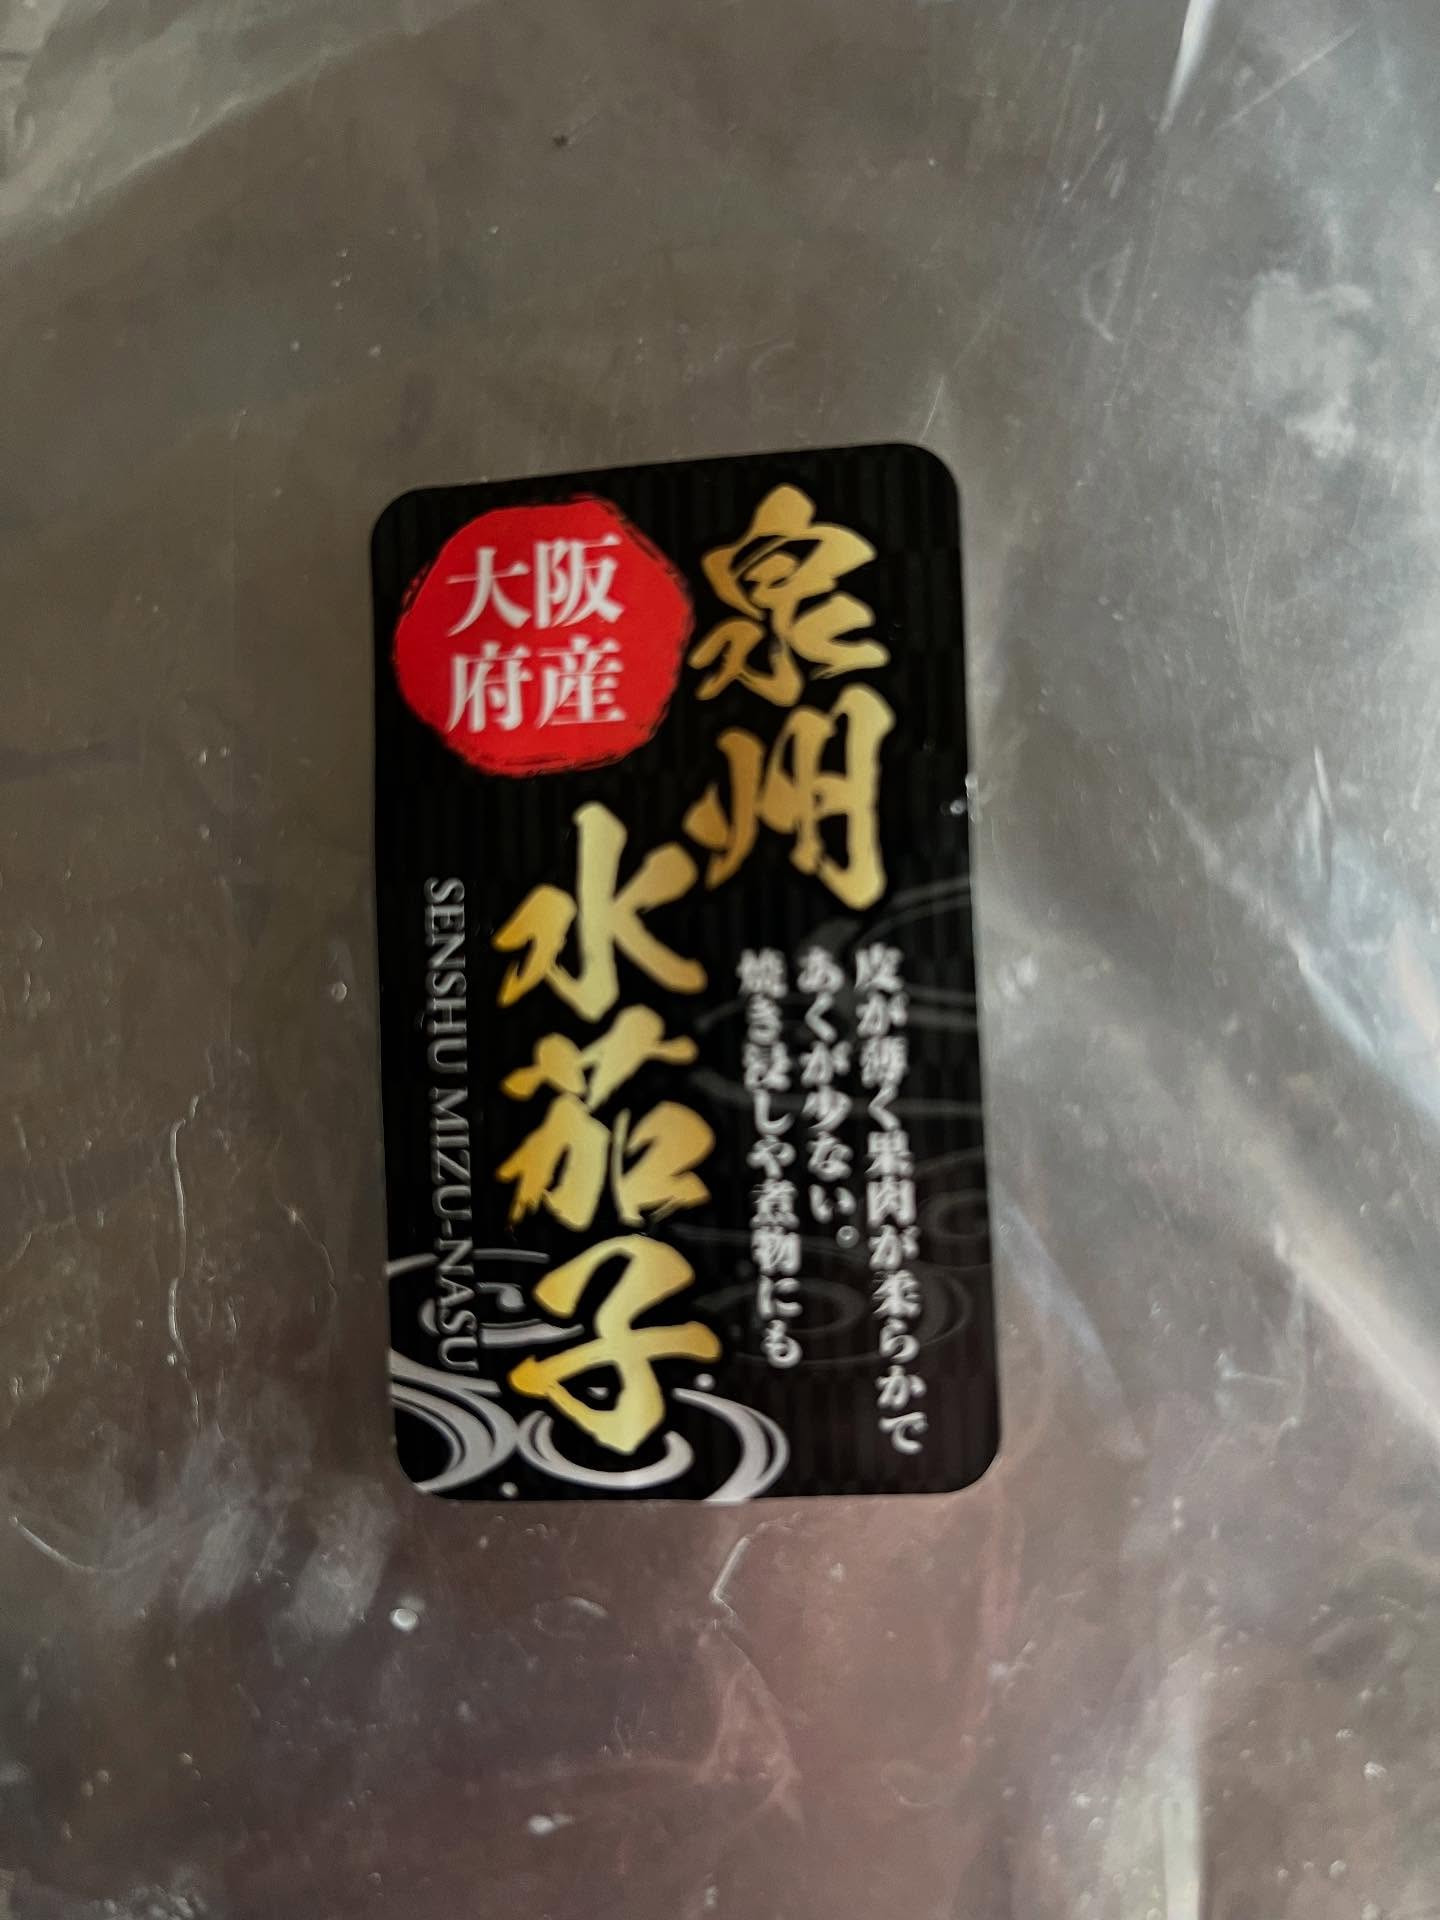 泉州
水茄子
大阪
府産
皮が薄く果肉が柔らかで
あくが少ない。
焼き浸しや煮物にも
SENSHU MIZU-NASU